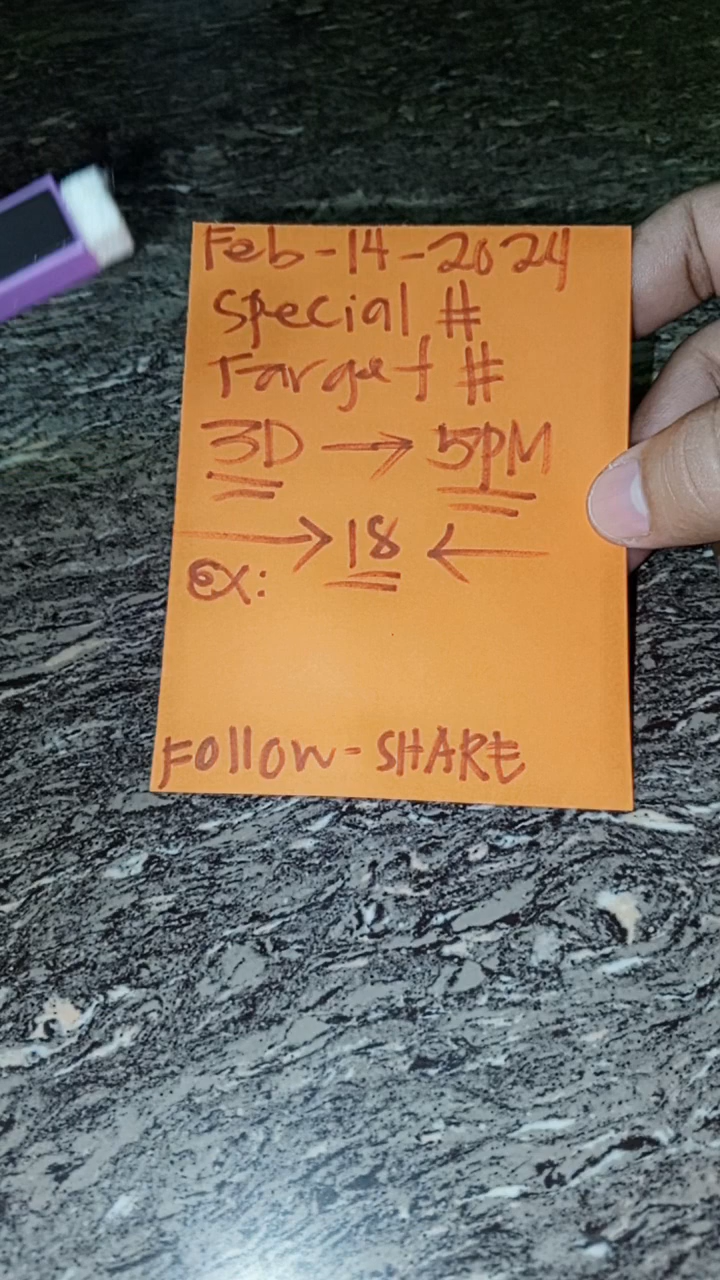 Feb-14-2024
Special #
Target #
3D → 5pM
→ 18 ←
ex:
Follow-SHARE